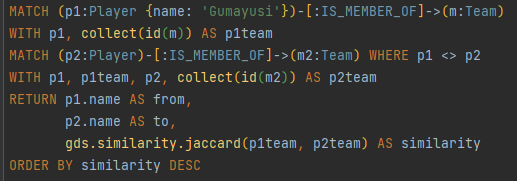 MATCH (p1:Player {name: 'Gumayusi'})-[:IS_MEMBER_OF]->(m:Team)
WITH p1, collect(id(m)) AS p1team
MATCH (p2:Player)-[:IS_MEMBER_OF]->(m2:Team) WHERE p1 <> p2
WITH p1, p1team, p2, collect(id(m2)) AS p2team
RETURN p1.name AS from,
p2.name AS to,
gds.similarity.jaccard(p1team, p2team) AS similarity
ORDER BY similarity DESC